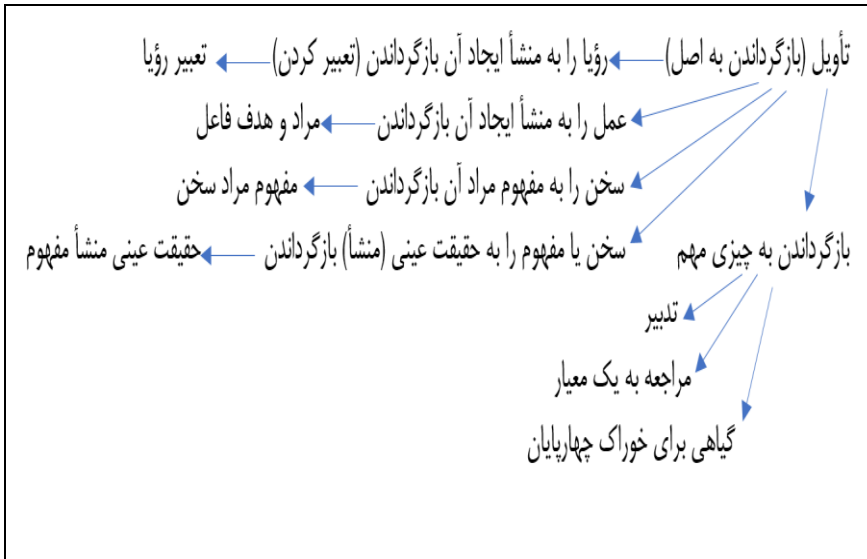 تأویل (بازگرداندن به اصل) رؤیا را به منشأ ایجاد آن بازگرداندن (تعبیر کردن) تعبیر رؤیا
عمل را به منشأ ایجاد آن بازگرداندن مراد و هدف فاعل
سخن را به مفهوم مراد آن بازگرداندن مفهوم مراد سخن
بازگرداندن به چیزی مهم سخن یا مفهوم را به حقیقت عینی (منشأ) بازگرداندن حقیقت عینی منشأ مفهوم
تدبیر
مراجعه به یک معیار
گیاهی برای خوراک چهارپایان